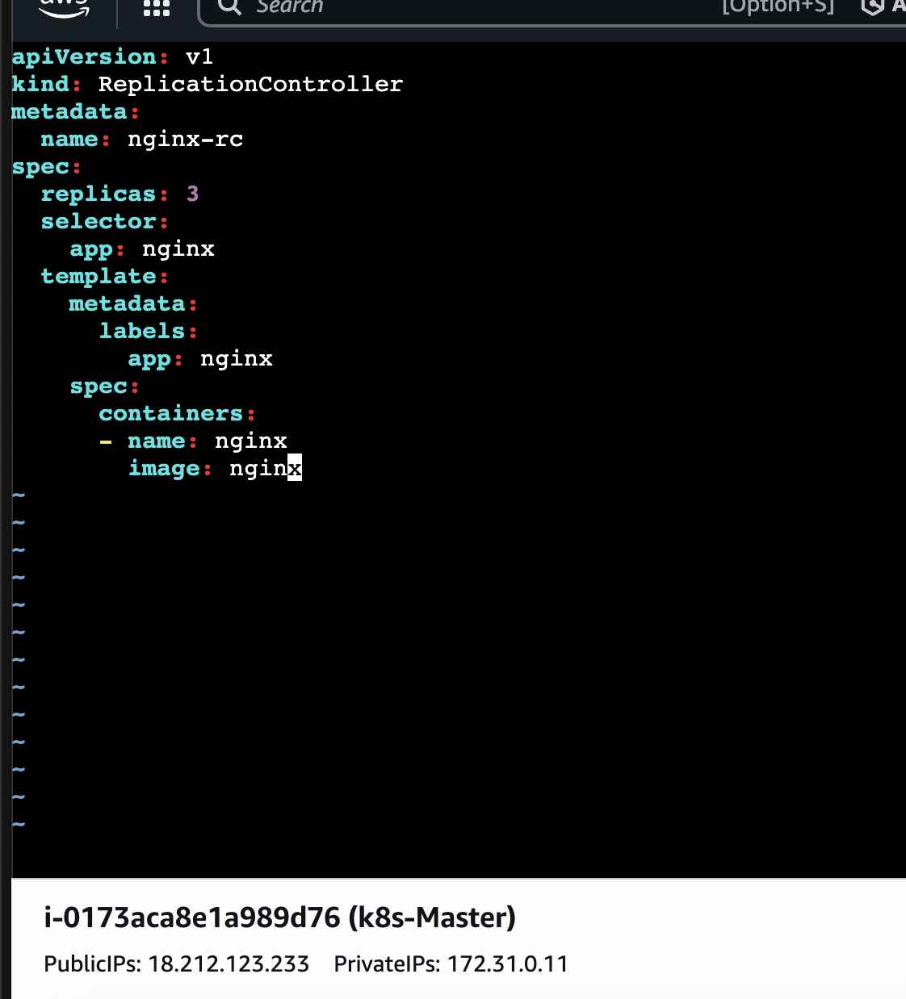 aws Search [Option+S] A
apiVersion: v1
kind: ReplicationController
metadata:
  name: nginx-rc
spec:
  replicas: 3
  selector:
    app: nginx
  template:
    metadata:
      labels:
        app: nginx
    spec:
      containers:
      - name: nginx
        image: nginx
~
~
~
~
~
~
~
~
~
~
~
~
~
i-0173aca8e1a989d76 (k8s-Master)
PublicIPs: 18.212.123.233 PrivateIPs: 172.31.0.11